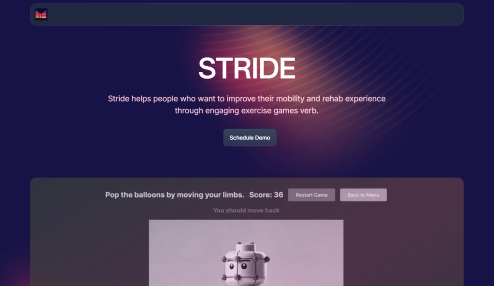 STRIDE
Stride helps people who want to improve their mobility and rehab experience
through engaging exercise games verb.
Schedule Demo
Pop the balloons by moving your limbs. Score: 36 Restart Game Back to Menu
You should move back